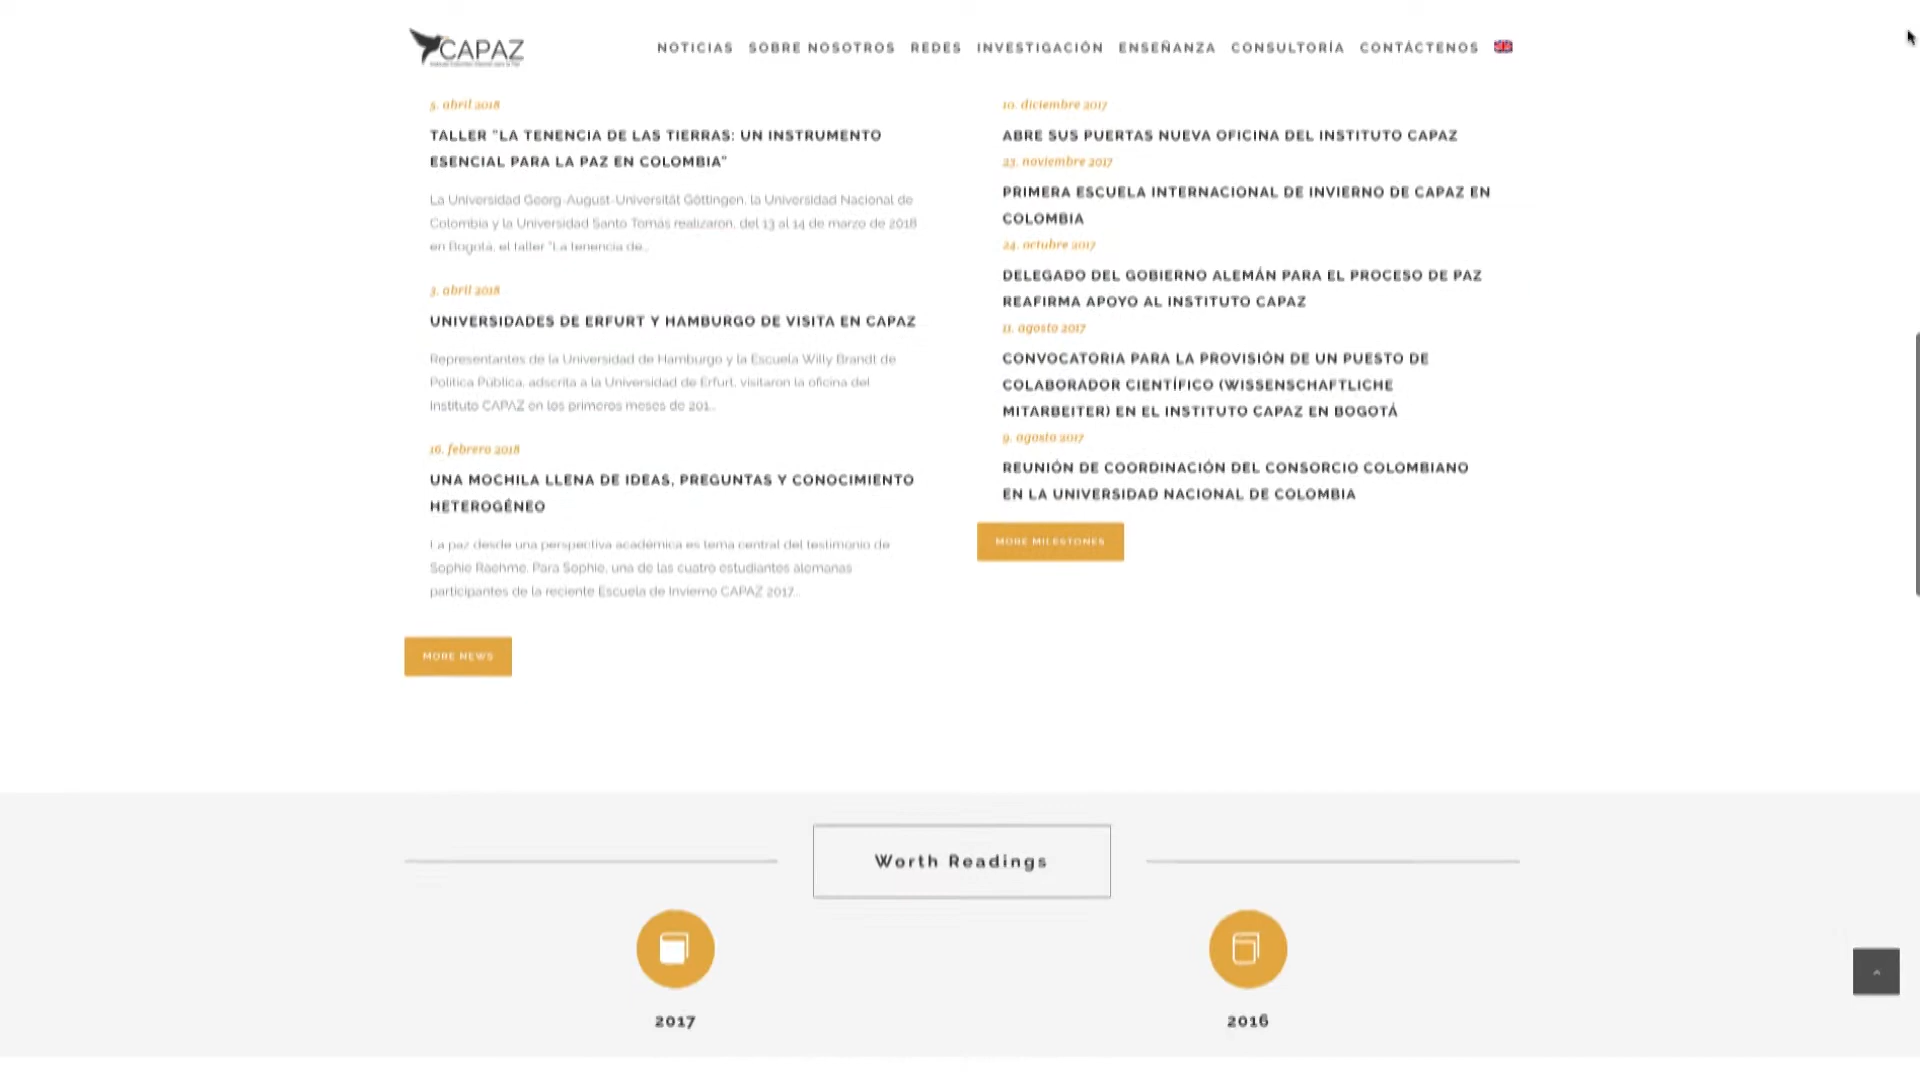 CAPAZ
NOTICIAS SOBRE NOSOTROS REDES INVESTIGACIÓN ENSEÑANZA CONSULTORÍA CONTÁCTENOS
5. abril 2018
TALLER “LA TENENCIA DE LAS TIERRAS: UN INSTRUMENTO
ESENCIAL PARA LA PAZ EN COLOMBIA”
La Universidad Georg-August-Universität Göttingen, la Universidad Nacional de
Colombia y la Universidad Santo Tomás realizaron, del 13 al 14 de marzo de 2018
en Bogotá, el taller “La tenencia de...
3. abril 2018
UNIVERSIDADES DE ERFURT Y HAMBURGO DE VISITA EN CAPAZ
Representantes de la Universidad de Hamburgo y la Escuela Willy Brandt de
Política Pública, adscrita a la Universidad de Erfurt, visitaron la oficina del
Instituto CAPAZ en los primeros meses de 201...
16. febrero 2018
UNA MOCHILA LLENA DE IDEAS, PREGUNTAS Y CONOCIMIENTO
HETEROGÉNEO
La paz desde una perspectiva académica es tema central del testimonio de
Sophie Raehme. Para Sophie, una de las cuatro estudiantes alemanas
participantes de la reciente Escuela de Invierno CAPAZ 2017...
MORE NEWS
10. diciembre 2017
ABRE SUS PUERTAS NUEVA OFICINA DEL INSTITUTO CAPAZ
23. noviembre 2017
PRIMERA ESCUELA INTERNACIONAL DE INVIERNO DE CAPAZ EN
COLOMBIA
24. octubre 2017
DELEGADO DEL GOBIERNO ALEMÁN PARA EL PROCESO DE PAZ
REAFIRMA APOYO AL INSTITUTO CAPAZ
11. agosto 2017
CONVOCATORIA PARA LA PROVISIÓN DE UN PUESTO DE
COLABORADOR CIENTÍFICO (WISSENSCHAFTLICHE
MITARBEITER) EN EL INSTITUTO CAPAZ EN BOGOTÁ
9. agosto 2017
REUNIÓN DE COORDINACIÓN DEL CONSORCIO COLOMBIANO
EN LA UNIVERSIDAD NACIONAL DE COLOMBIA
MORE MILESTONES
Worth Readings
2017
2016